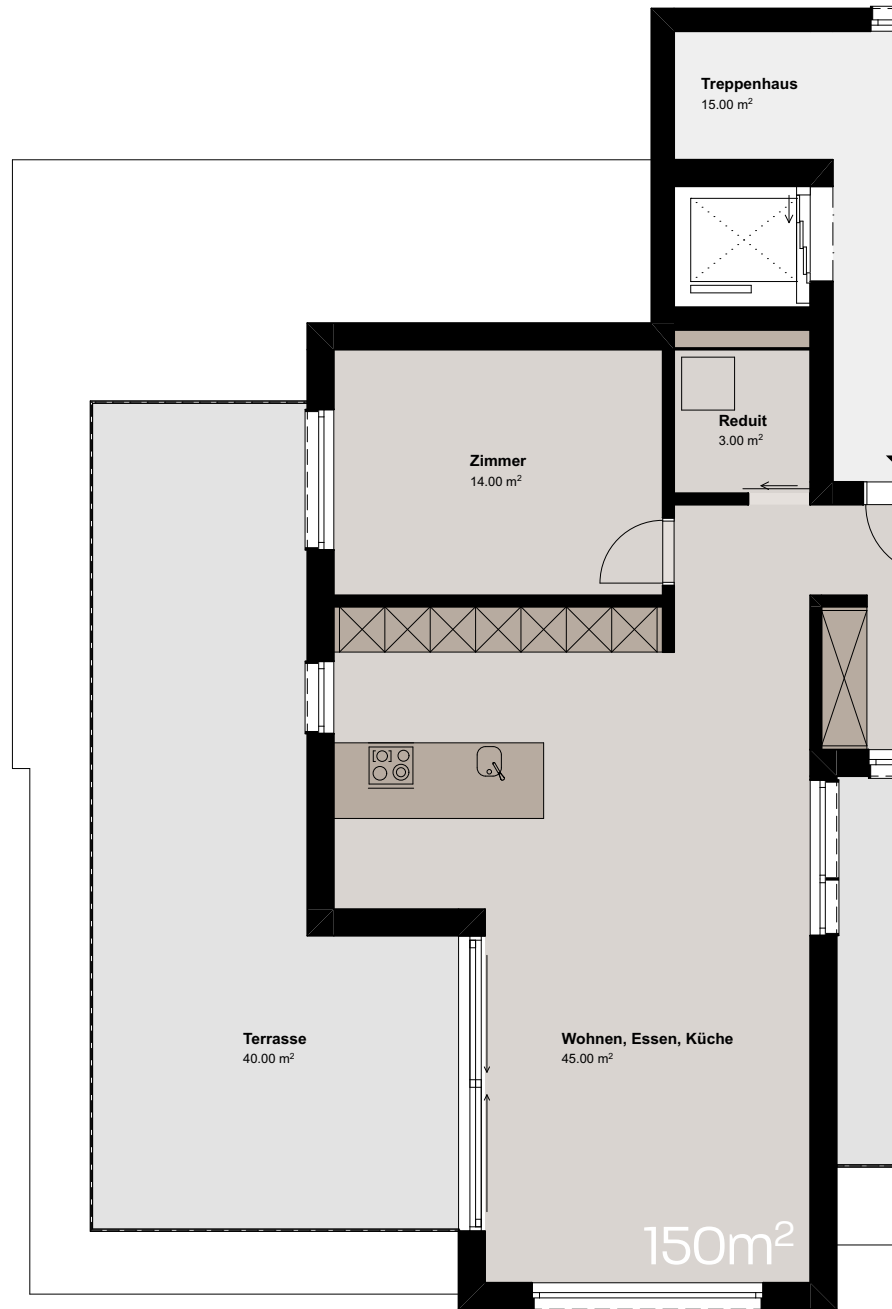 Treppenhaus
15.00 m²
Reduit
3.00 m²
Zimmer
14.00 m²
Terrasse
40.00 m²
Wohnen, Essen, Küche
45.00 m²
150m²